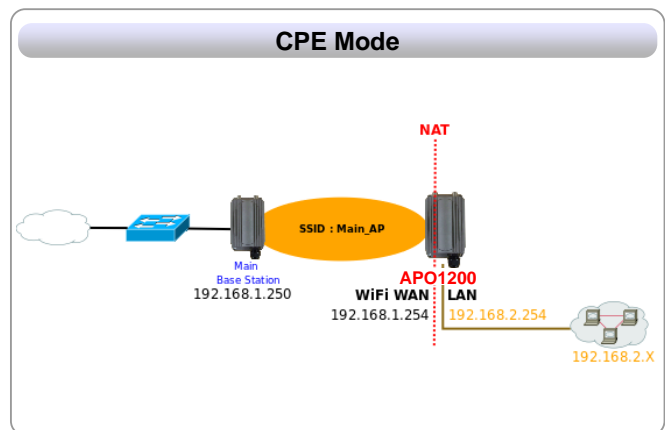 CPE Mode
NAT
SSID : Main_AP
Main
Base Station
192.168.1.250
APO1200
WiFi WAN
LAN
192.168.1.254
192.168.2.254
192.168.2.X